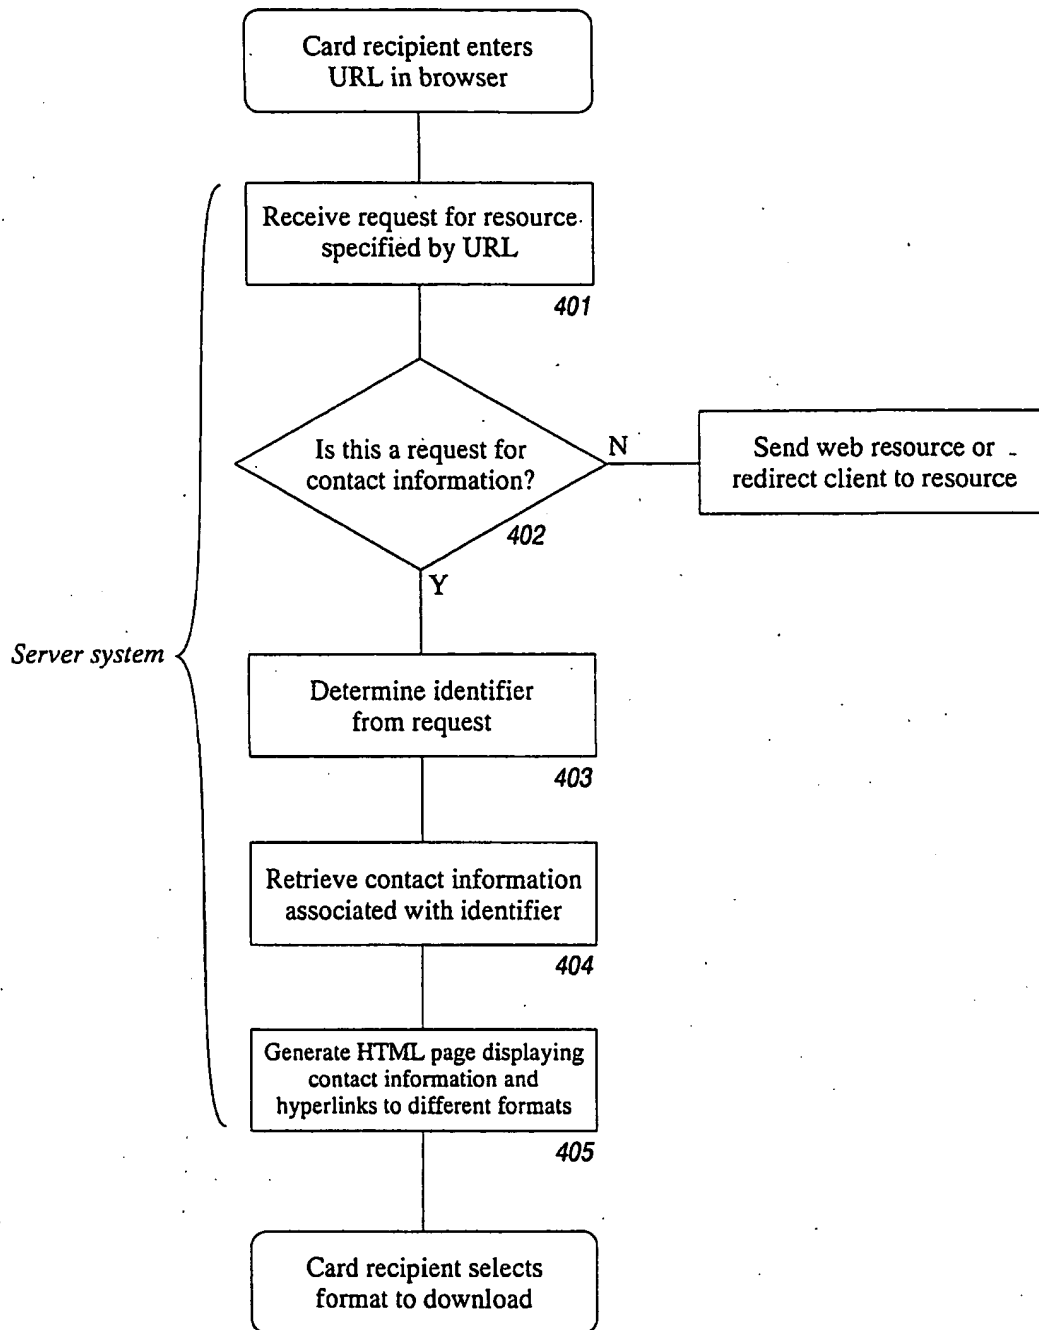 Card recipient enters
URL in browser
Receive request for resource
specified by URL
401
Is this a request for
contact information?
402
N
Send web resource or
redirect client to resource
Y
Server system
Determine identifier
from request
403
Retrieve contact information
associated with identifier
404
Generate HTML page displaying
contact information and
hyperlinks to different formats
405
Card recipient selects
format to download